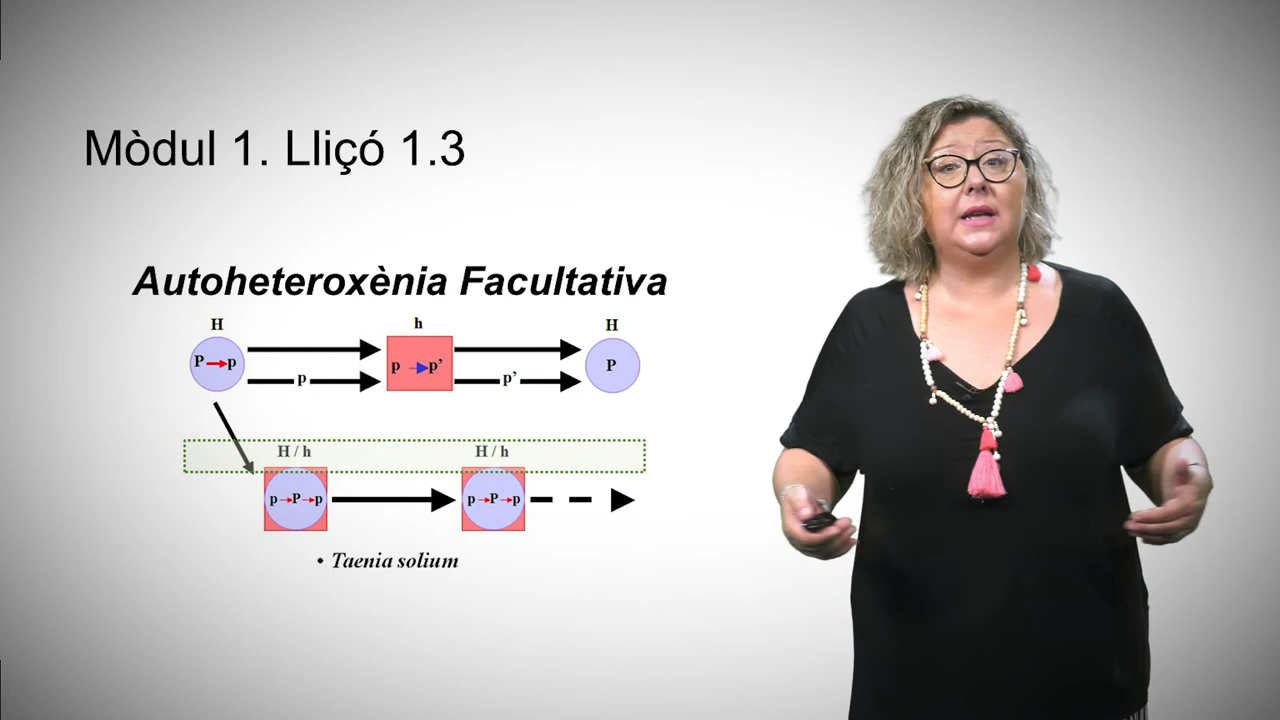 Mòdul 1. Lliçó 1.3
Autoheteroxènia Facultativa
H h H
P p p p p' p' P
H / h H / h
p P p p P p
• Taenia solium